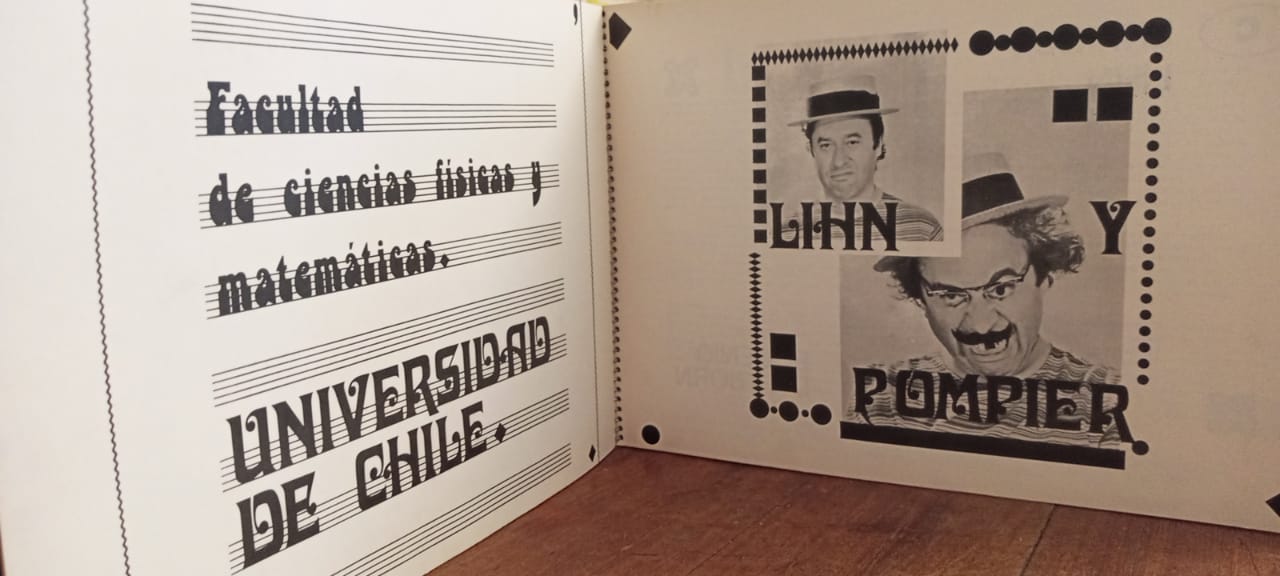 Facultad
de ciencias físicas y
matemáticas.
UNIVERSIDAD
DE CHILE.
LIHN
Y
POMPIER